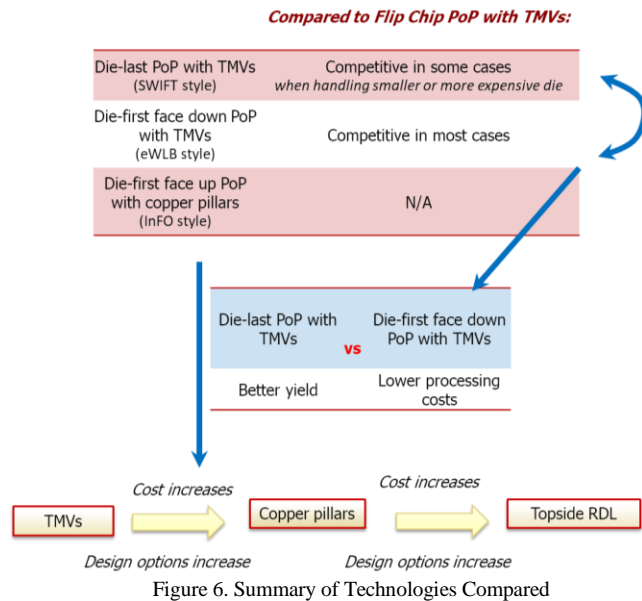 Compared to Flip Chip PoP with TMVs:
Die-last PoP with TMVs
(SWIFT style)
Competitive in some cases
when handling smaller or more expensive die
Die-first face down PoP
with TMVs
(eWLB style)
Competitive in most cases
Die-first face up PoP
with copper pillars
(InFO style)
N/A
Die-last PoP with
TMVs
vs
Die-first face down
PoP with TMVs
Better yield
Lower processing
costs
Cost increases
Cost increases
TMVs
Copper pillars
Topside RDL
Design options increase
Design options increase
Figure 6. Summary of Technologies Compared